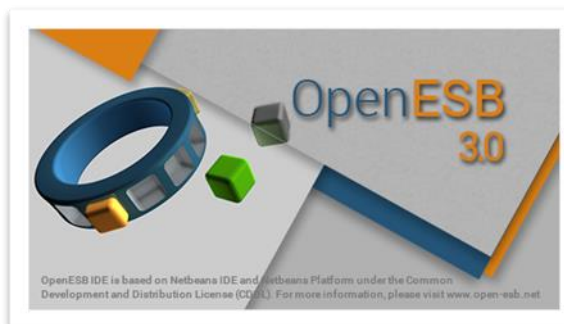 OpenESB
3.0
OpenESB IDE is based on Netbeans IDE and Netbeans Platform under the Common
Development and Distribution License (CDDL). For more information, please visit www.open-esb.net